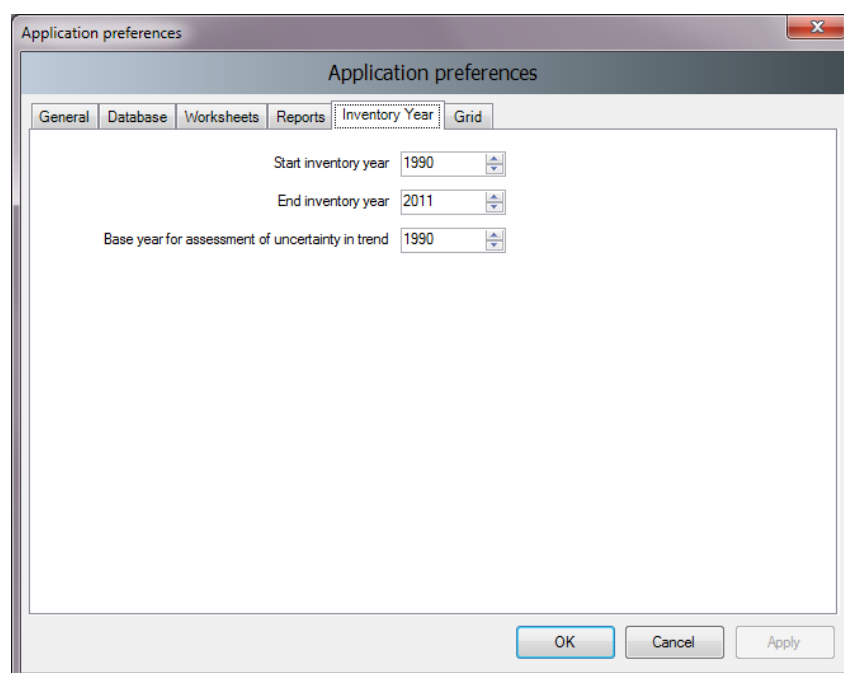 Application preferences
Application preferences
General Database Worksheets Reports Inventory Year Grid
Start inventory year 1990
End inventory year 2011
Base year for assessment of uncertainty in trend 1990
OK Cancel Apply